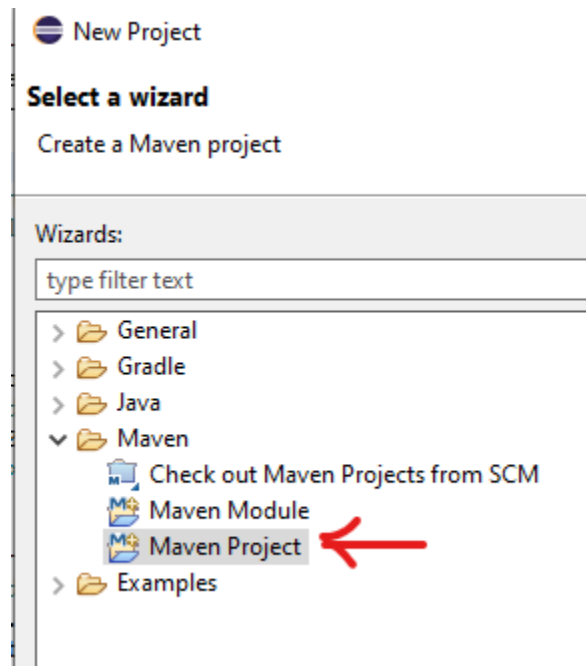 New Project
Select a wizard
Create a Maven project
Wizards:
type filter text
General
Gradle
Java
Maven
Check out Maven Projects from SCM
Maven Module
Maven Project
Examples